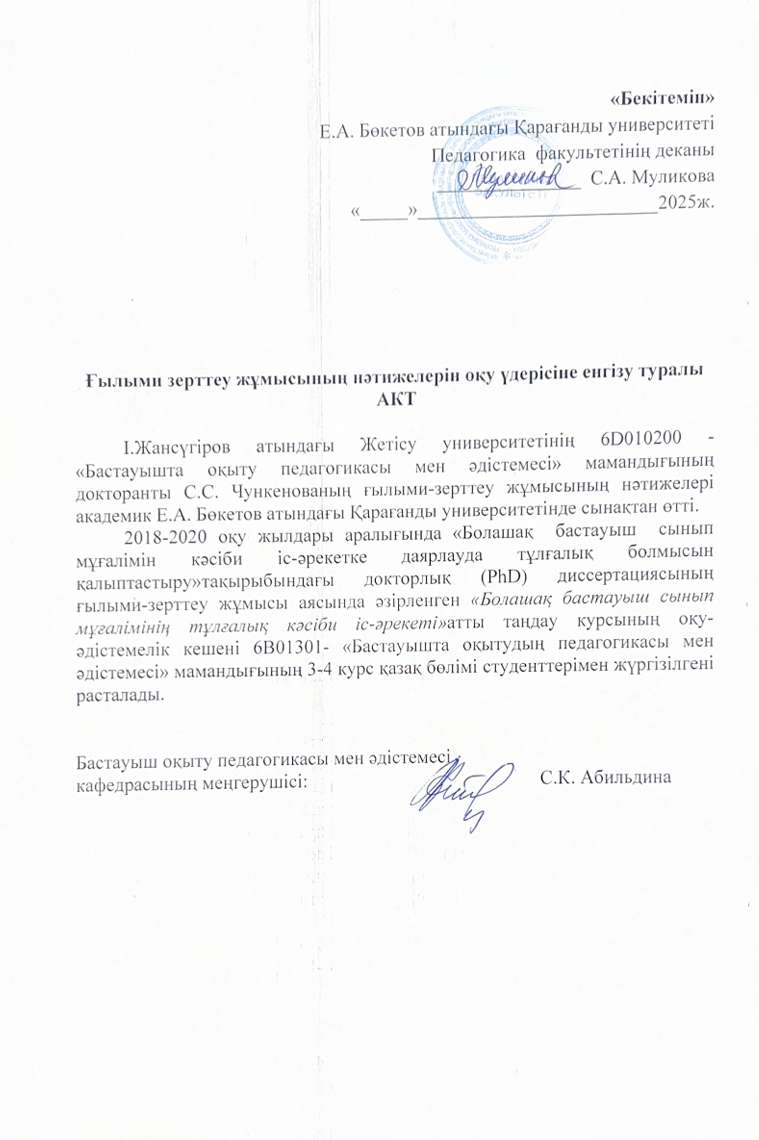 «Бекітемін»
Е.А. Бөкетов атындағы Қарағанды университеті
Педагогика факультетінің деканы
_______________ С.А. Муликова
«_____»_________________________2025ж.
Ғылыми зерттеу жұмысының нәтижелерін оқу үдерісіне енгізу туралы
АКТ
І.Жансүгіров атындағы Жетісу университетінің 6D010200 -
«Бастауышта оқыту педагогикасы мен әдістемесі» мамандығының
докторанты С.С. Чункенованың ғылыми-зерттеу жұмысының нәтижелері
академик Е.А. Бөкетов атындағы Қарағанды университетінде сынақтан өтті.
2018-2020 оқу жылдары аралығында «Болашақ бастауыш сынып
мұғалімін кәсіби іс-әрекетке даярлауда тұлғалық болмысын
қалыптастыру»тақырыбындағы докторлық (PhD) диссертациясының
ғылыми-зерттеу жұмысы аясында әзірленген «Болашақ бастауыш сынып
мұғалімінің тұлғалық кәсіби іс-әрекеті»атты таңдау курсының оқу-
әдістемелік кешені 6В01301- «Бастауышта оқытудың педагогикасы мен
әдістемесі» мамандығының 3-4 курс қазақ бөлімі студенттерімен жүргізілгені
расталады.
Бастауыш оқыту педагогикасы мен әдістемесі
кафедрасының меңгерушісі: С.К. Абильдина